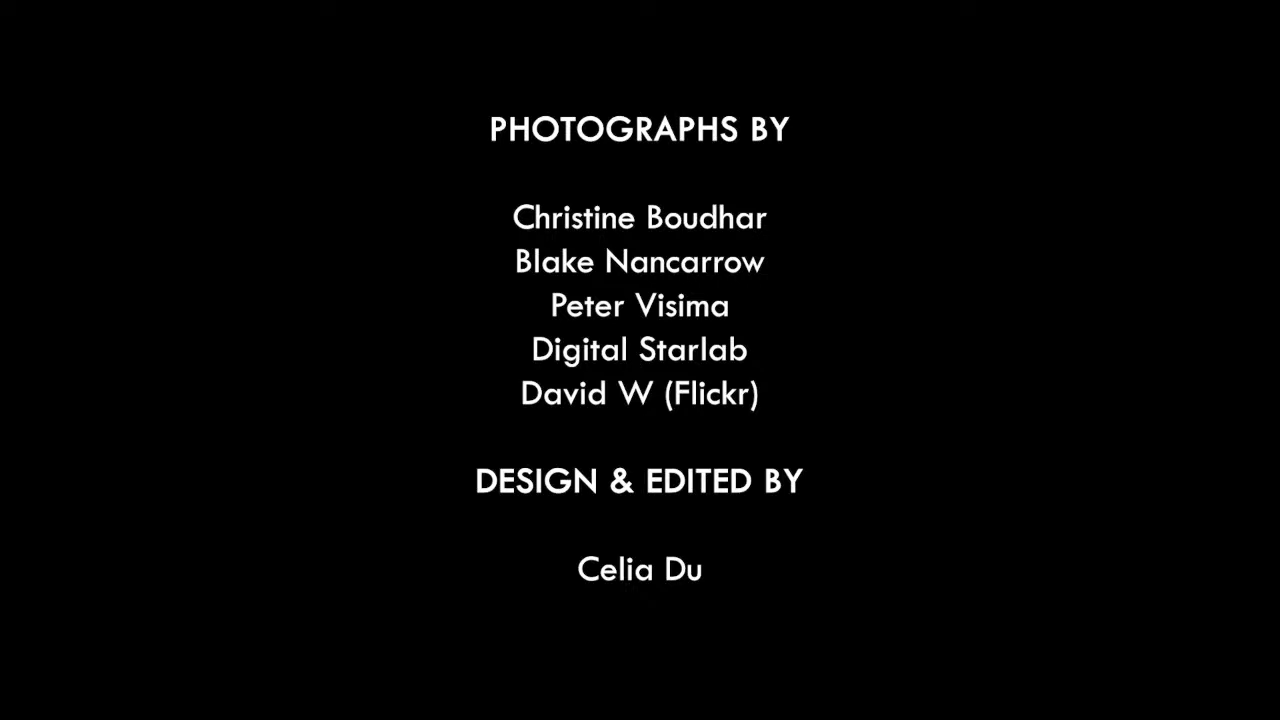 PHOTOGRAPHS BY
Christine Boudhar
Blake Nancarrow
Peter Visima
Digital Starlab
David W (Flickr)
DESIGN & EDITED BY
Celia Du